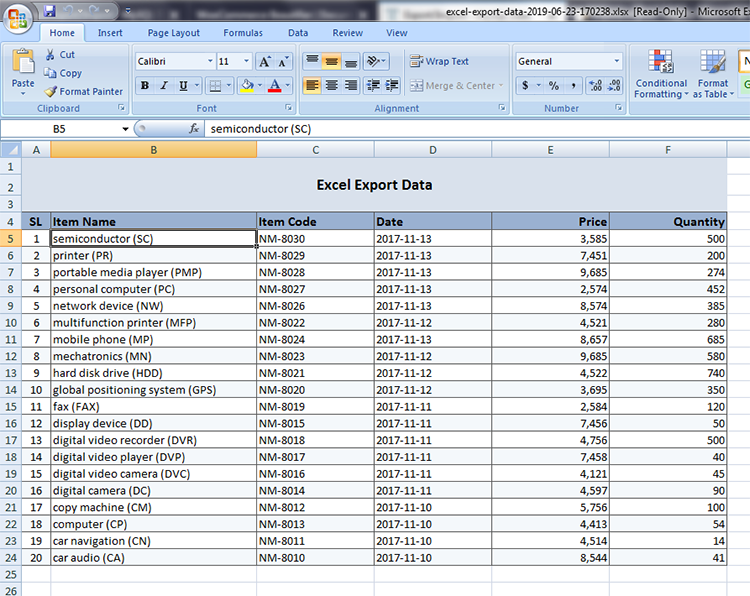 excel-export-data-2019-06-23-170238.xlsx [Read-Only] - Microsoft E
Home Insert Page Layout Formulas Data Review View
Cut
Calibri 11 A A Wrap Text General
Copy
Paste Format Painter B I U A Merge & Center $ % , Conditional Formatting Format as Table
Clipboard Font Alignment Number
B5 fx semiconductor (SC)
A B C D E F
1
2 Excel Export Data
3
4 SL Item Name Item Code Date Price Quantity
5 1 semiconductor (SC) NM-8030 2017-11-13 3,585 500
6 2 printer (PR) NM-8029 2017-11-13 7,451 200
7 3 portable media player (PMP) NM-8028 2017-11-13 9,685 274
8 4 personal computer (PC) NM-8027 2017-11-13 2,574 452
9 5 network device (NW) NM-8026 2017-11-13 8,574 385
10 6 multifunction printer (MFP) NM-8022 2017-11-12 4,521 280
11 7 mobile phone (MP) NM-8024 2017-11-13 8,657 685
12 8 mechatronics (MN) NM-8023 2017-11-12 9,685 580
13 9 hard disk drive (HDD) NM-8021 2017-11-12 4,522 740
14 10 global positioning system (GPS) NM-8020 2017-11-12 3,695 350
15 11 fax (FAX) NM-8019 2017-11-11 2,584 120
16 12 display device (DD) NM-8015 2017-11-11 7,456 50
17 13 digital video recorder (DVR) NM-8018 2017-11-11 4,756 500
18 14 digital video player (DVP) NM-8017 2017-11-11 7,458 40
19 15 digital video camera (DVC) NM-8016 2017-11-11 4,121 45
20 16 digital camera (DC) NM-8014 2017-11-11 4,597 90
21 17 copy machine (CM) NM-8012 2017-11-10 5,756 100
22 18 computer (CP) NM-8013 2017-11-10 4,413 54
23 19 car navigation (CN) NM-8011 2017-11-10 4,514 14
24 20 car audio (CA) NM-8010 2017-11-10 8,544 41
25
26